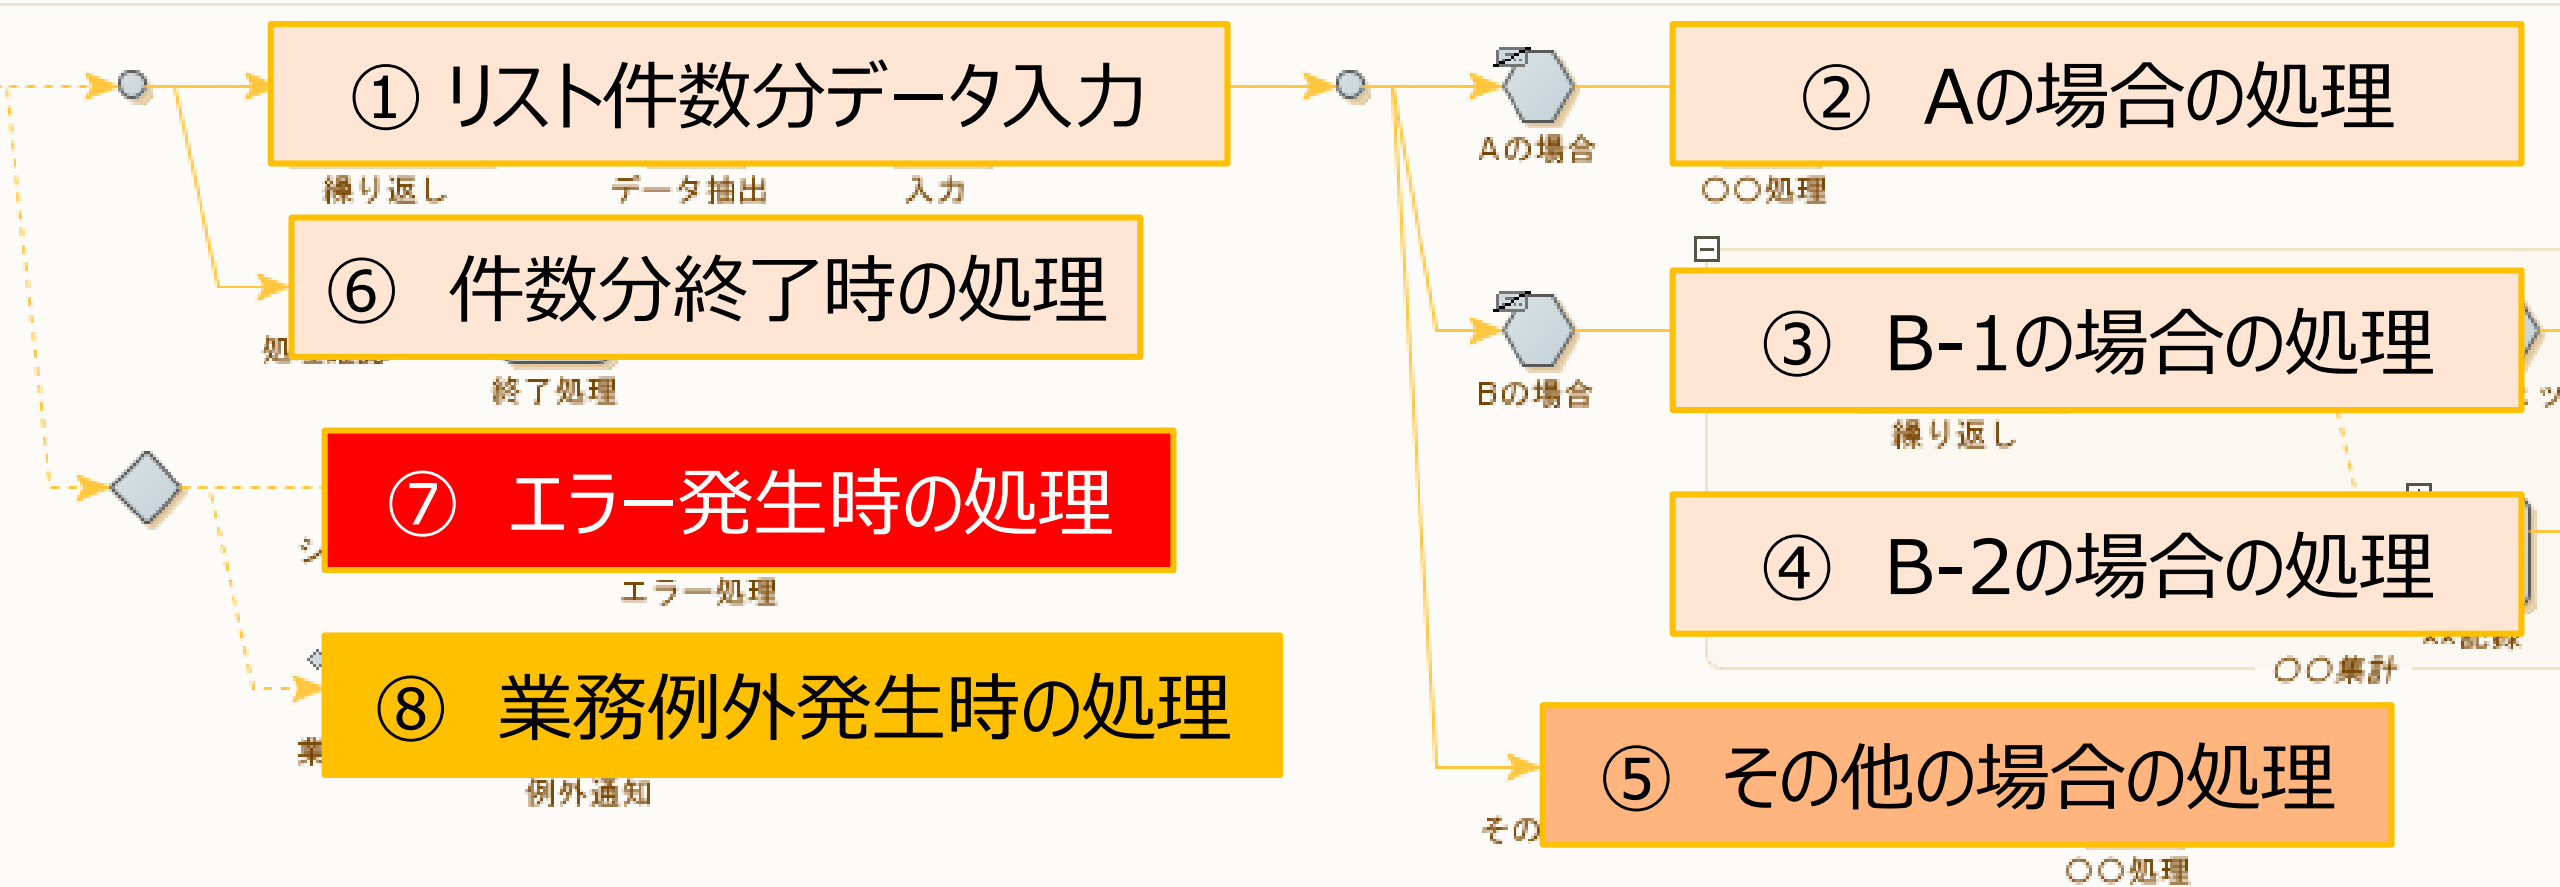 ① リスト件数分データ入力
繰り返し
データ抽出
入力
⑥ 件数分終了時の処理
終了処理
⑦ エラー発生時の処理
エラー処理
⑧ 業務例外発生時の処理
例外通知
Aの場合
② Aの場合の処理
○○処理
Bの場合
③ B-1の場合の処理
繰り返し
④ B-2の場合の処理
○○集計
⑤ その他の場合の処理
○○処理